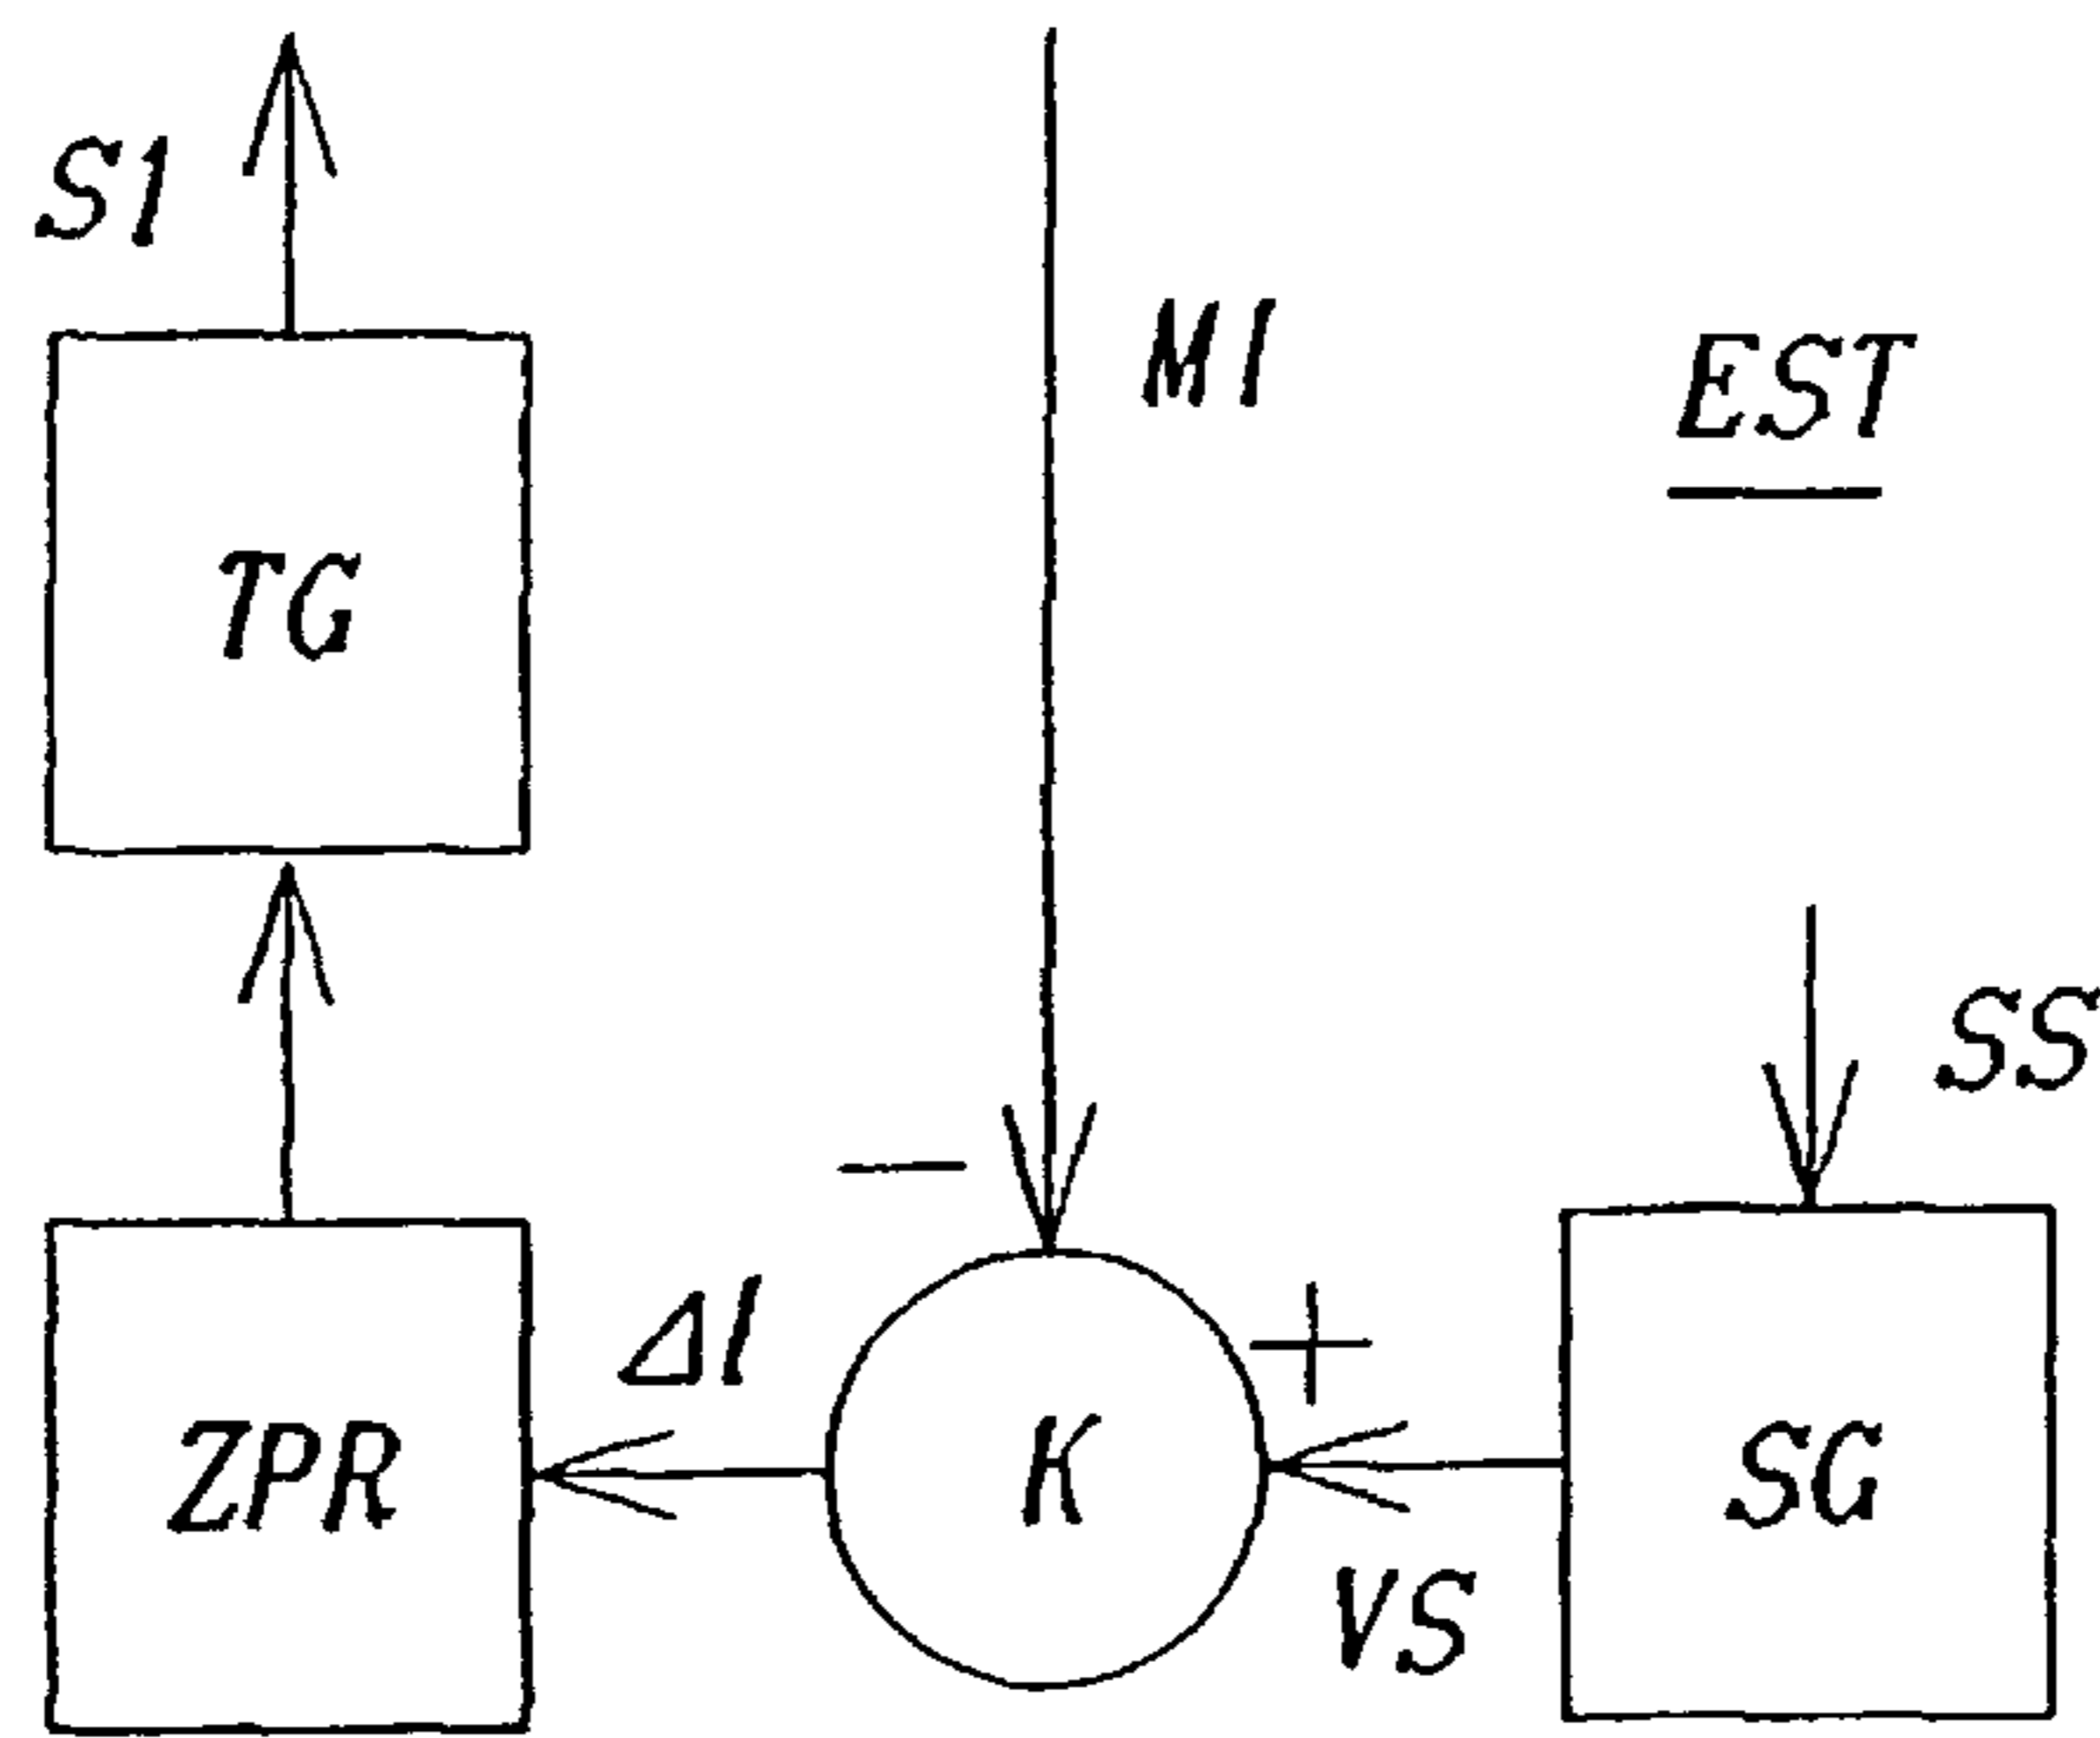 S1
MI
EST
TG
SS
−
ΔI
+
ZPR
K
SG
VS